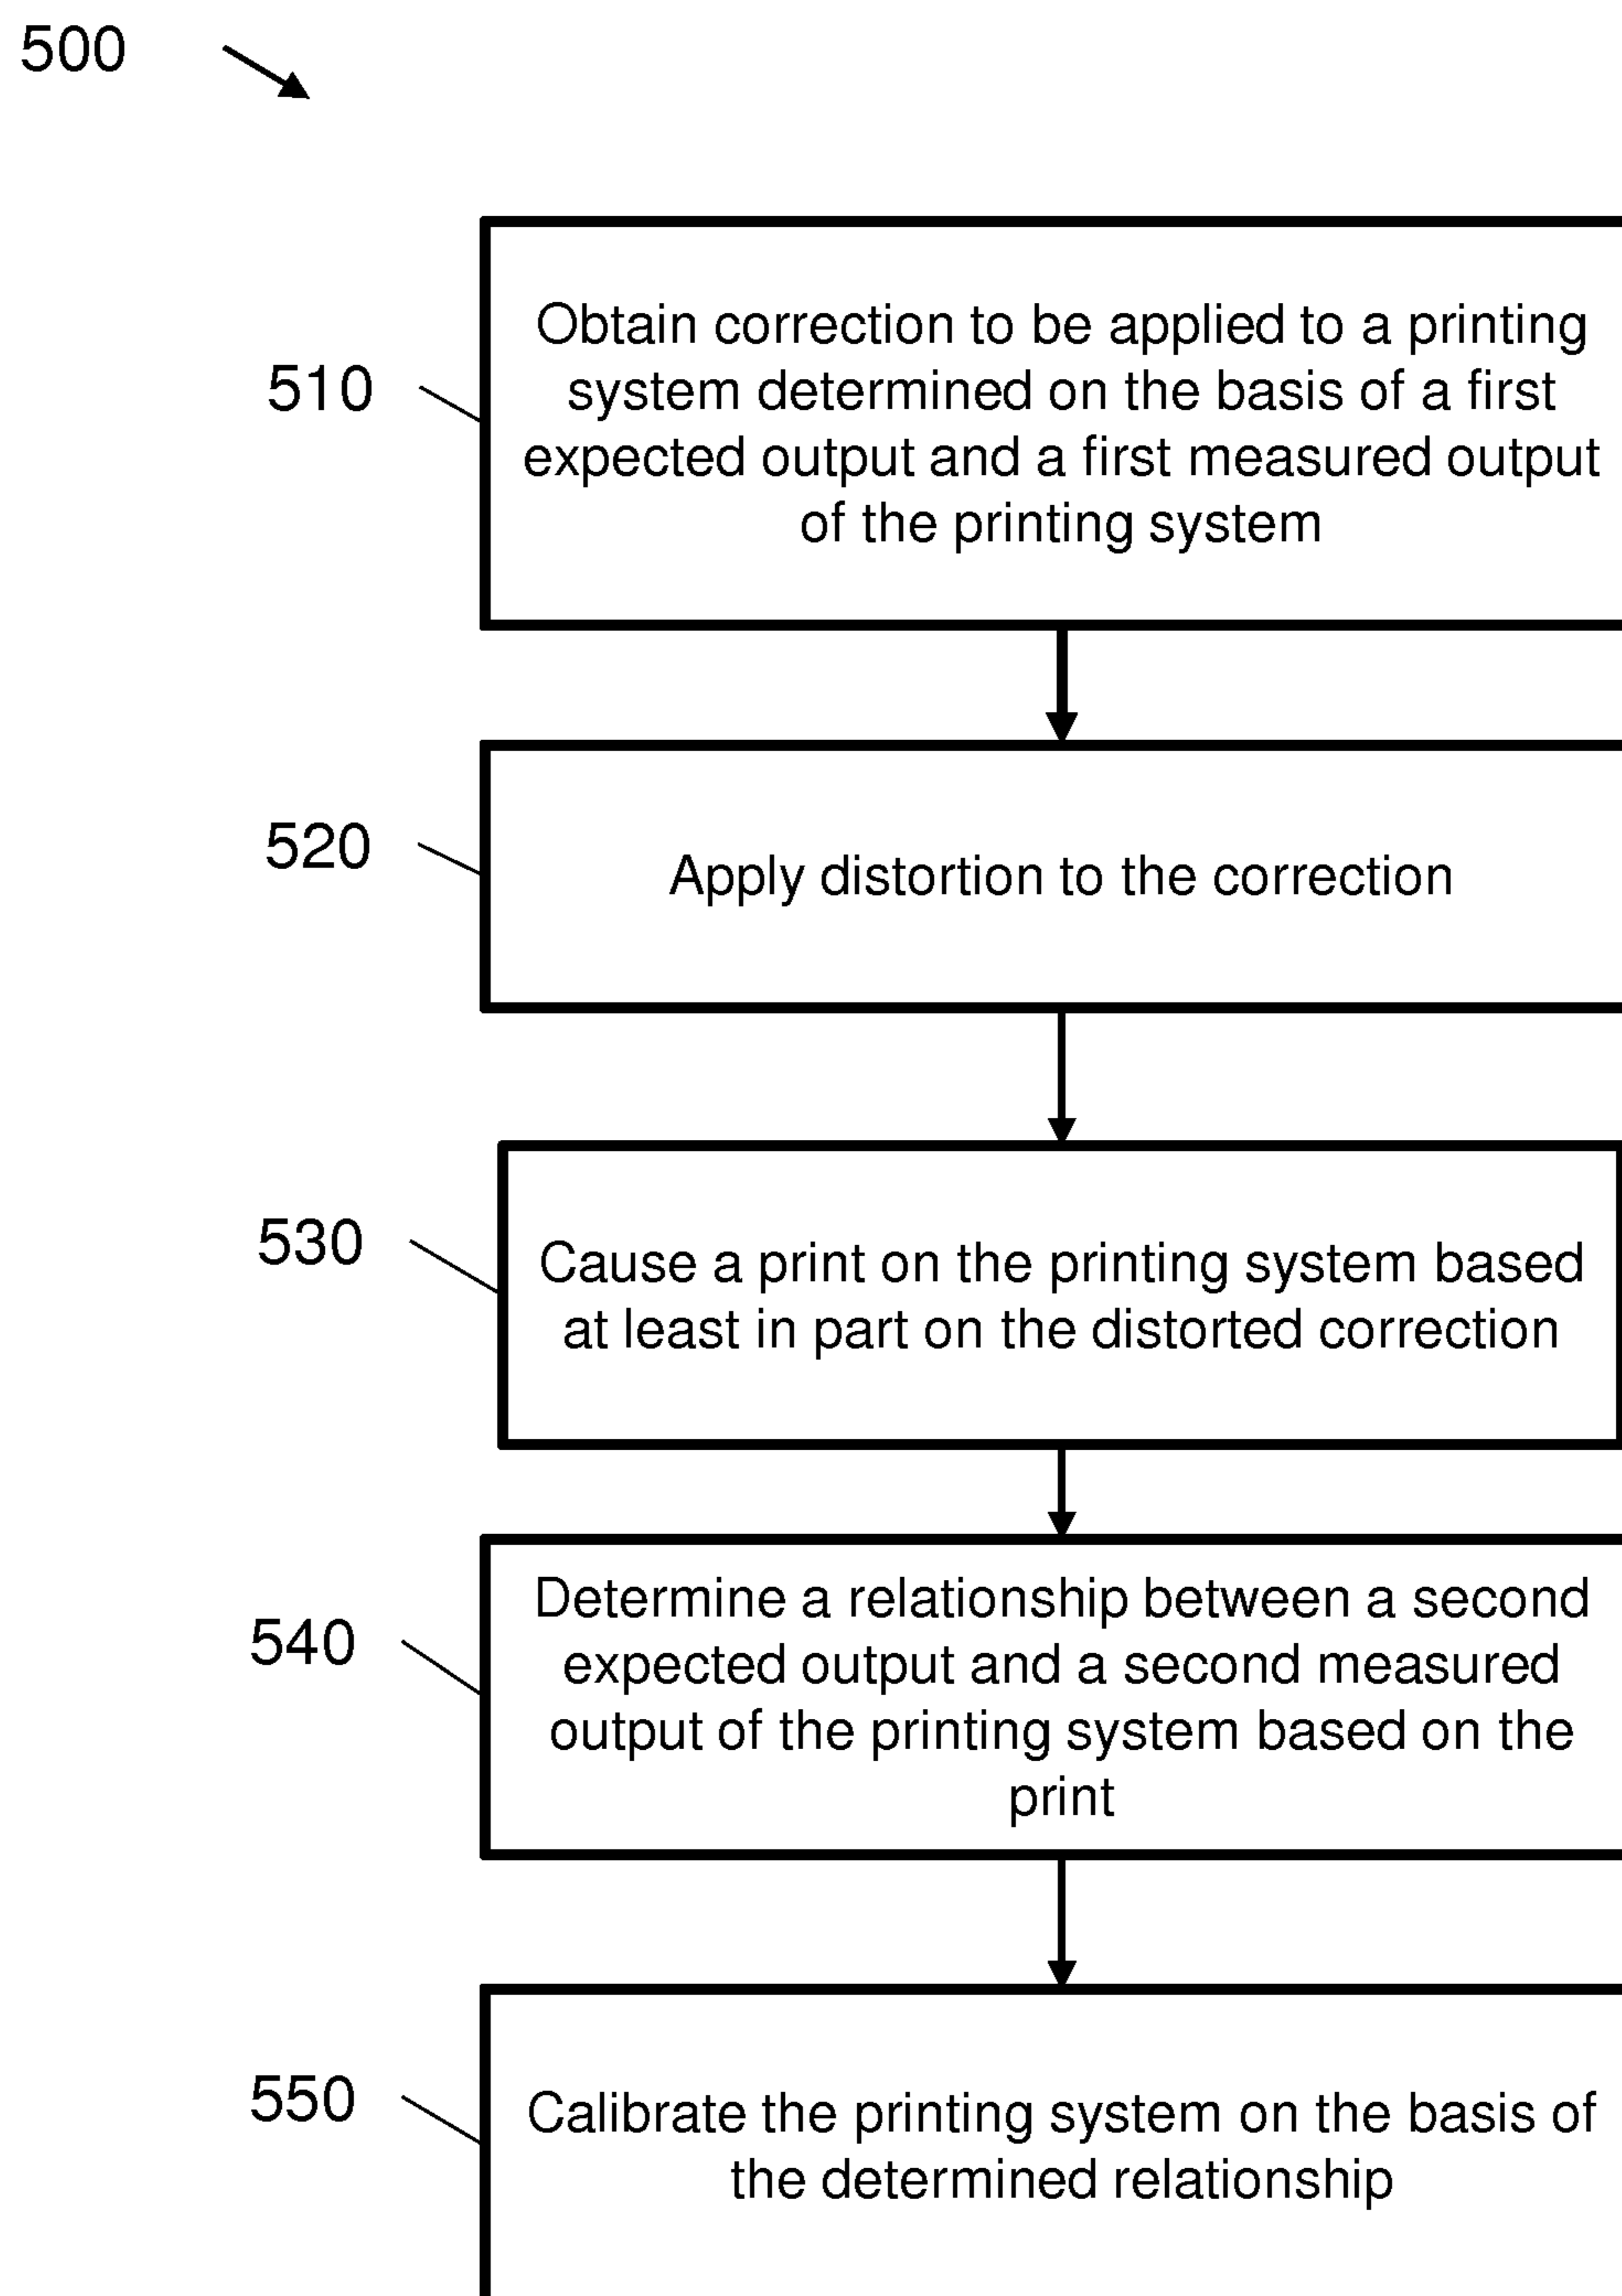 500
510
Obtain correction to be applied to a printing
system determined on the basis of a first
expected output and a first measured output
of the printing system
520
Apply distortion to the correction
530
Cause a print on the printing system based
at least in part on the distorted correction
540
Determine a relationship between a second
expected output and a second measured
output of the printing system based on the
print
550
Calibrate the printing system on the basis of
the determined relationship